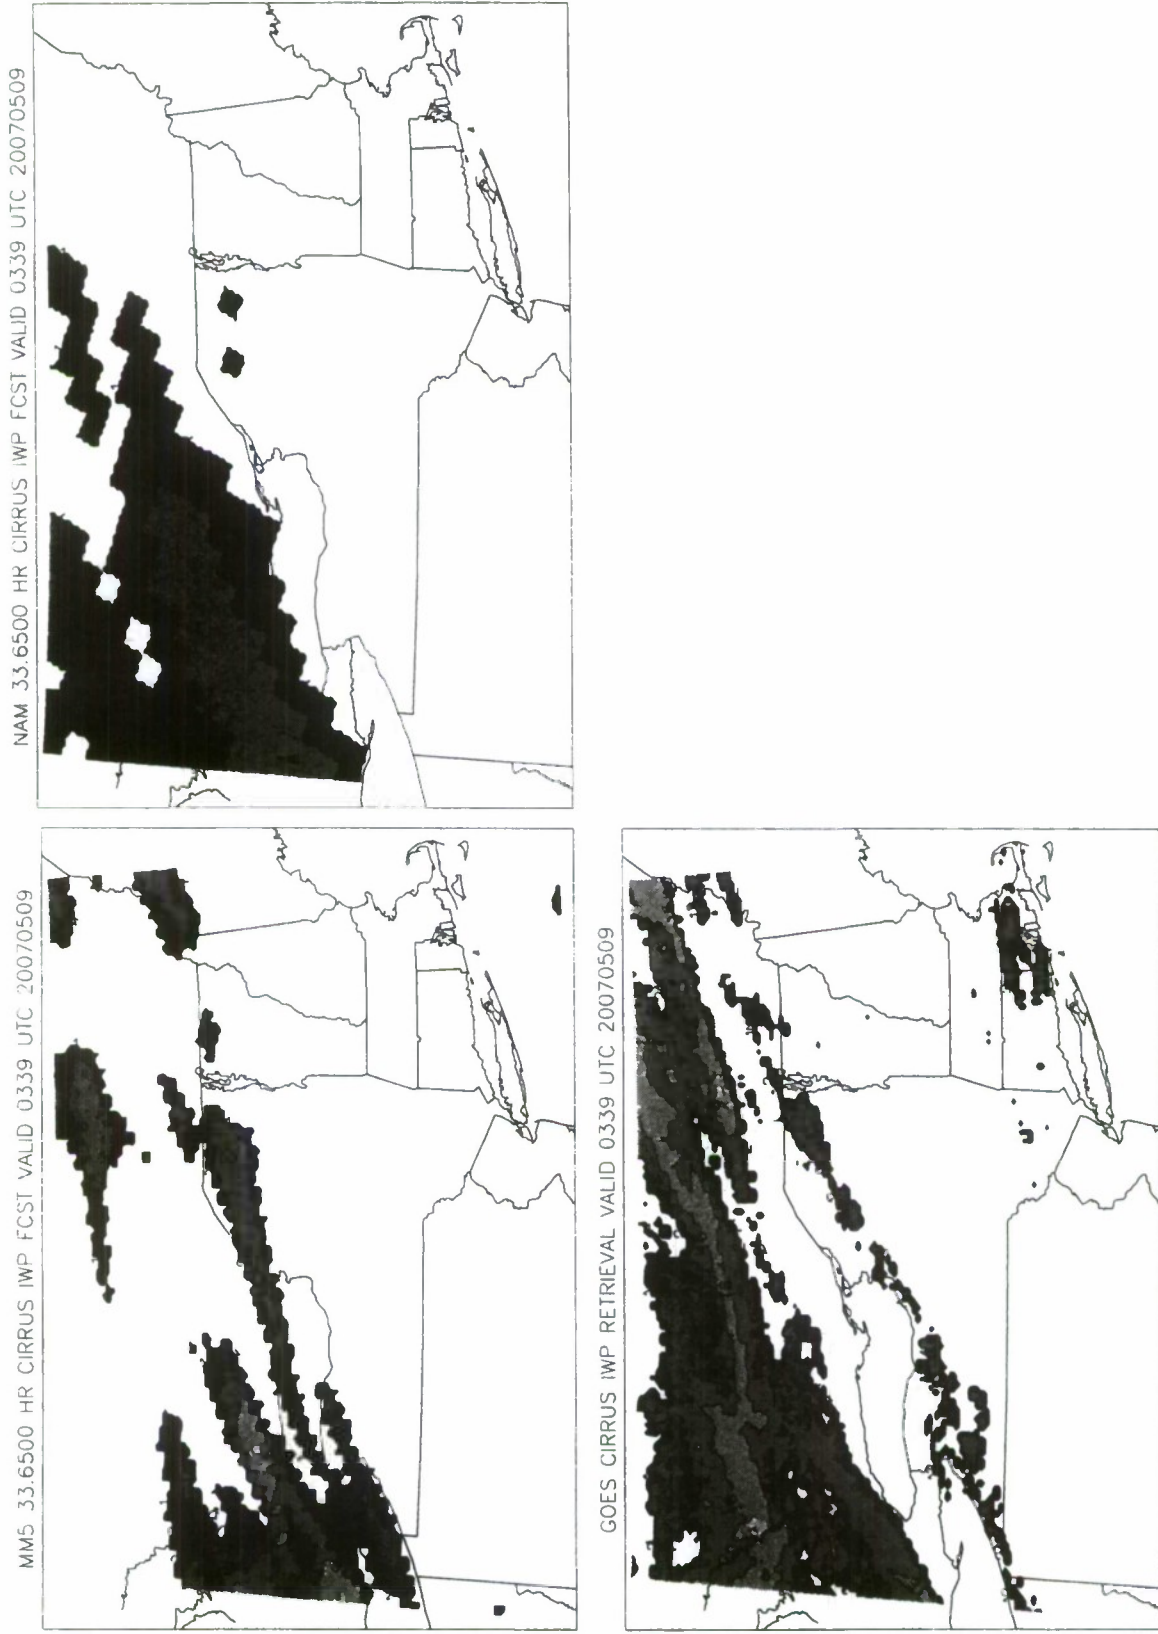 MM5 33.6500 HR CIRRUS IWP FCST VALID 0339 UTC 20070509
NAM 33.6500 HR CIRRUS IWP FCST VALID 0339 UTC 20070509
GOES CIRRUS IWP RETRIEVAL VALID 0339 UTC 20070509